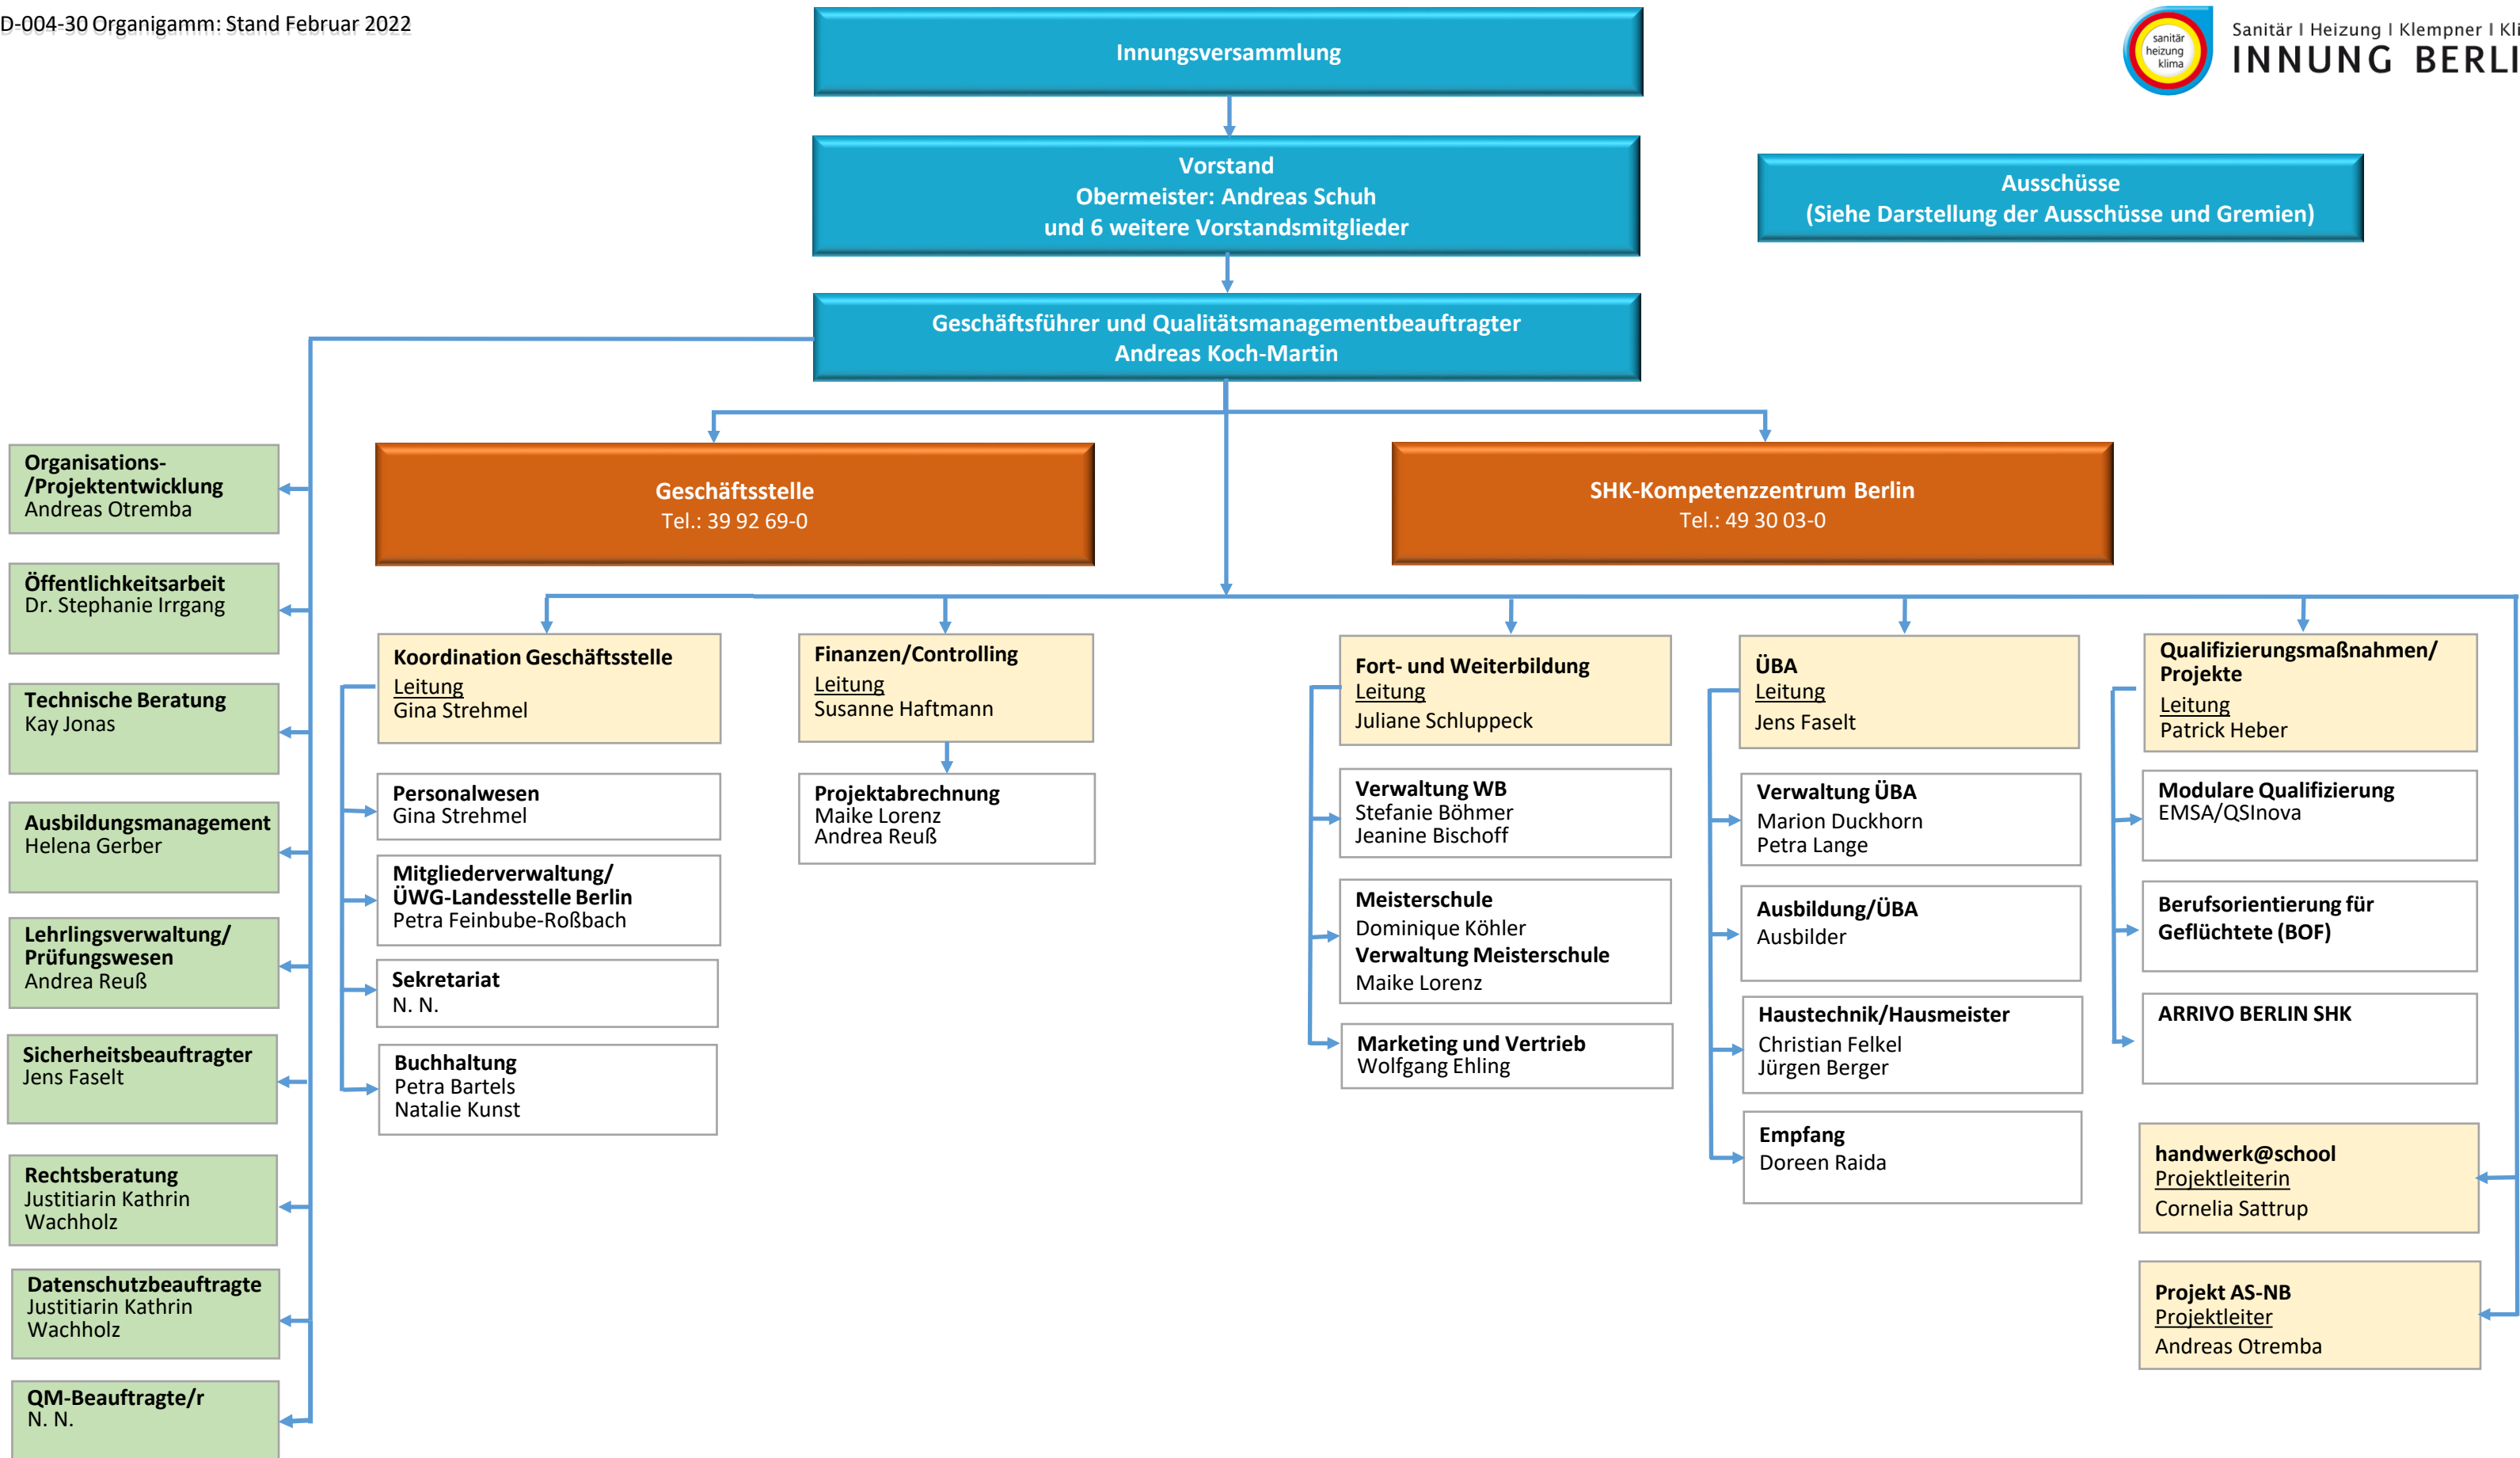 D-004-30 Organigamm: Stand Februar 2022
sanitär
heizung
klima
Sanitär I Heizung I Klempner I Kli
INNUNG BERLI
Innungsversammlung
Vorstand
Obermeister: Andreas Schuh
und 6 weitere Vorstandsmitglieder
Ausschüsse
(Siehe Darstellung der Ausschüsse und Gremien)
Geschäftsführer und Qualitätsmanagementbeauftragter
Andreas Koch-Martin
Organisations-
/Projektentwicklung
Andreas Otremba
Öffentlichkeitsarbeit
Dr. Stephanie Irrgang
Technische Beratung
Kay Jonas
Ausbildungsmanagement
Helena Gerber
Lehrlingsverwaltung/
Prüfungswesen
Andrea Reuß
Sicherheitsbeauftragter
Jens Faselt
Rechtsberatung
Justitiarin Kathrin
Wachholz
Datenschutzbeauftragte
Justitiarin Kathrin
Wachholz
QM-Beauftragte/r
N. N.
Geschäftsstelle
Tel.: 39 92 69-0
SHK-Kompetenzzentrum Berlin
Tel.: 49 30 03-0
Koordination Geschäftsstelle
Leitung
Gina Strehmel
Personalwesen
Gina Strehmel
Mitgliederverwaltung/
ÜWG-Landesstelle Berlin
Petra Feinbube-Roßbach
Sekretariat
N. N.
Buchhaltung
Petra Bartels
Natalie Kunst
Finanzen/Controlling
Leitung
Susanne Haftmann
Projektabrechnung
Maike Lorenz
Andrea Reuß
Fort- und Weiterbildung
Leitung
Juliane Schluppeck
Verwaltung WB
Stefanie Böhmer
Jeanine Bischoff
Meisterschule
Dominique Köhler
Verwaltung Meisterschule
Maike Lorenz
Marketing und Vertrieb
Wolfgang Ehling
ÜBA
Leitung
Jens Faselt
Verwaltung ÜBA
Marion Duckhorn
Petra Lange
Ausbildung/ÜBA
Ausbilder
Haustechnik/Hausmeister
Christian Felkel
Jürgen Berger
Empfang
Doreen Raida
Qualifizierungsmaßnahmen/
Projekte
Leitung
Patrick Heber
Modulare Qualifizierung
EMSA/QSInova
Berufsorientierung für
Geflüchtete (BOF)
ARRIVO BERLIN SHK
handwerk@school
Projektleiterin
Cornelia Sattrup
Projekt AS-NB
Projektleiter
Andreas Otremba